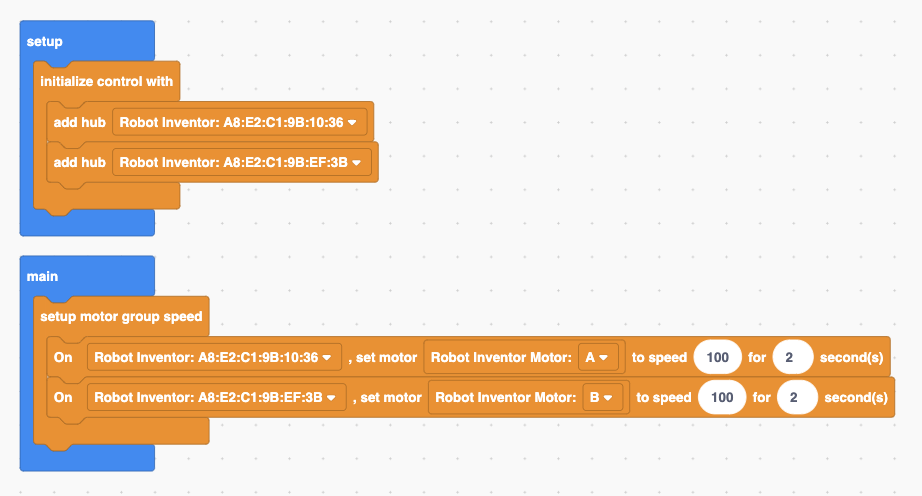 setup
initialize control with
add hub Robot Inventor: A8:E2:C1:9B:10:36
add hub Robot Inventor: A8:E2:C1:9B:EF:3B
main
setup motor group speed
On Robot Inventor: A8:E2:C1:9B:10:36 , set motor Robot Inventor Motor: A to speed 100 for 2 second(s)
On Robot Inventor: A8:E2:C1:9B:EF:3B , set motor Robot Inventor Motor: B to speed 100 for 2 second(s)